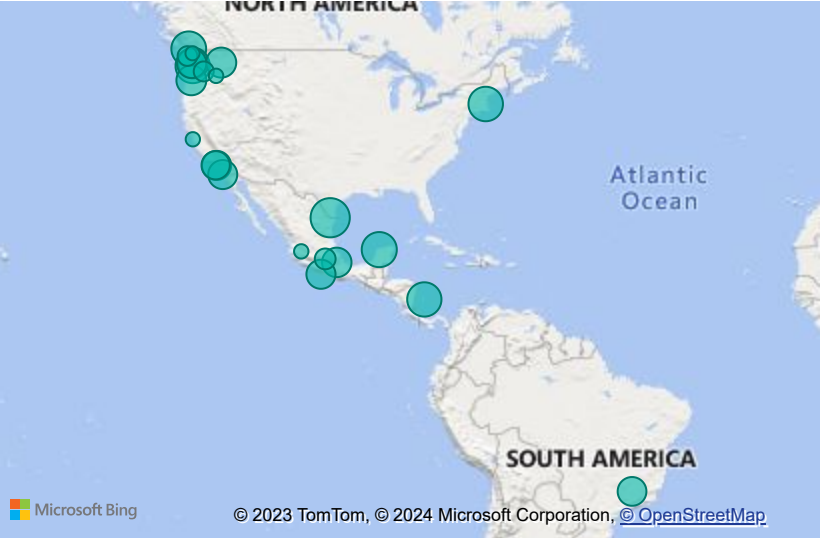 NORTH AMERICA
Atlantic
Ocean
SOUTH AMERICA
Microsoft Bing
© 2023 TomTom, © 2024 Microsoft Corporation, © OpenStreetMap